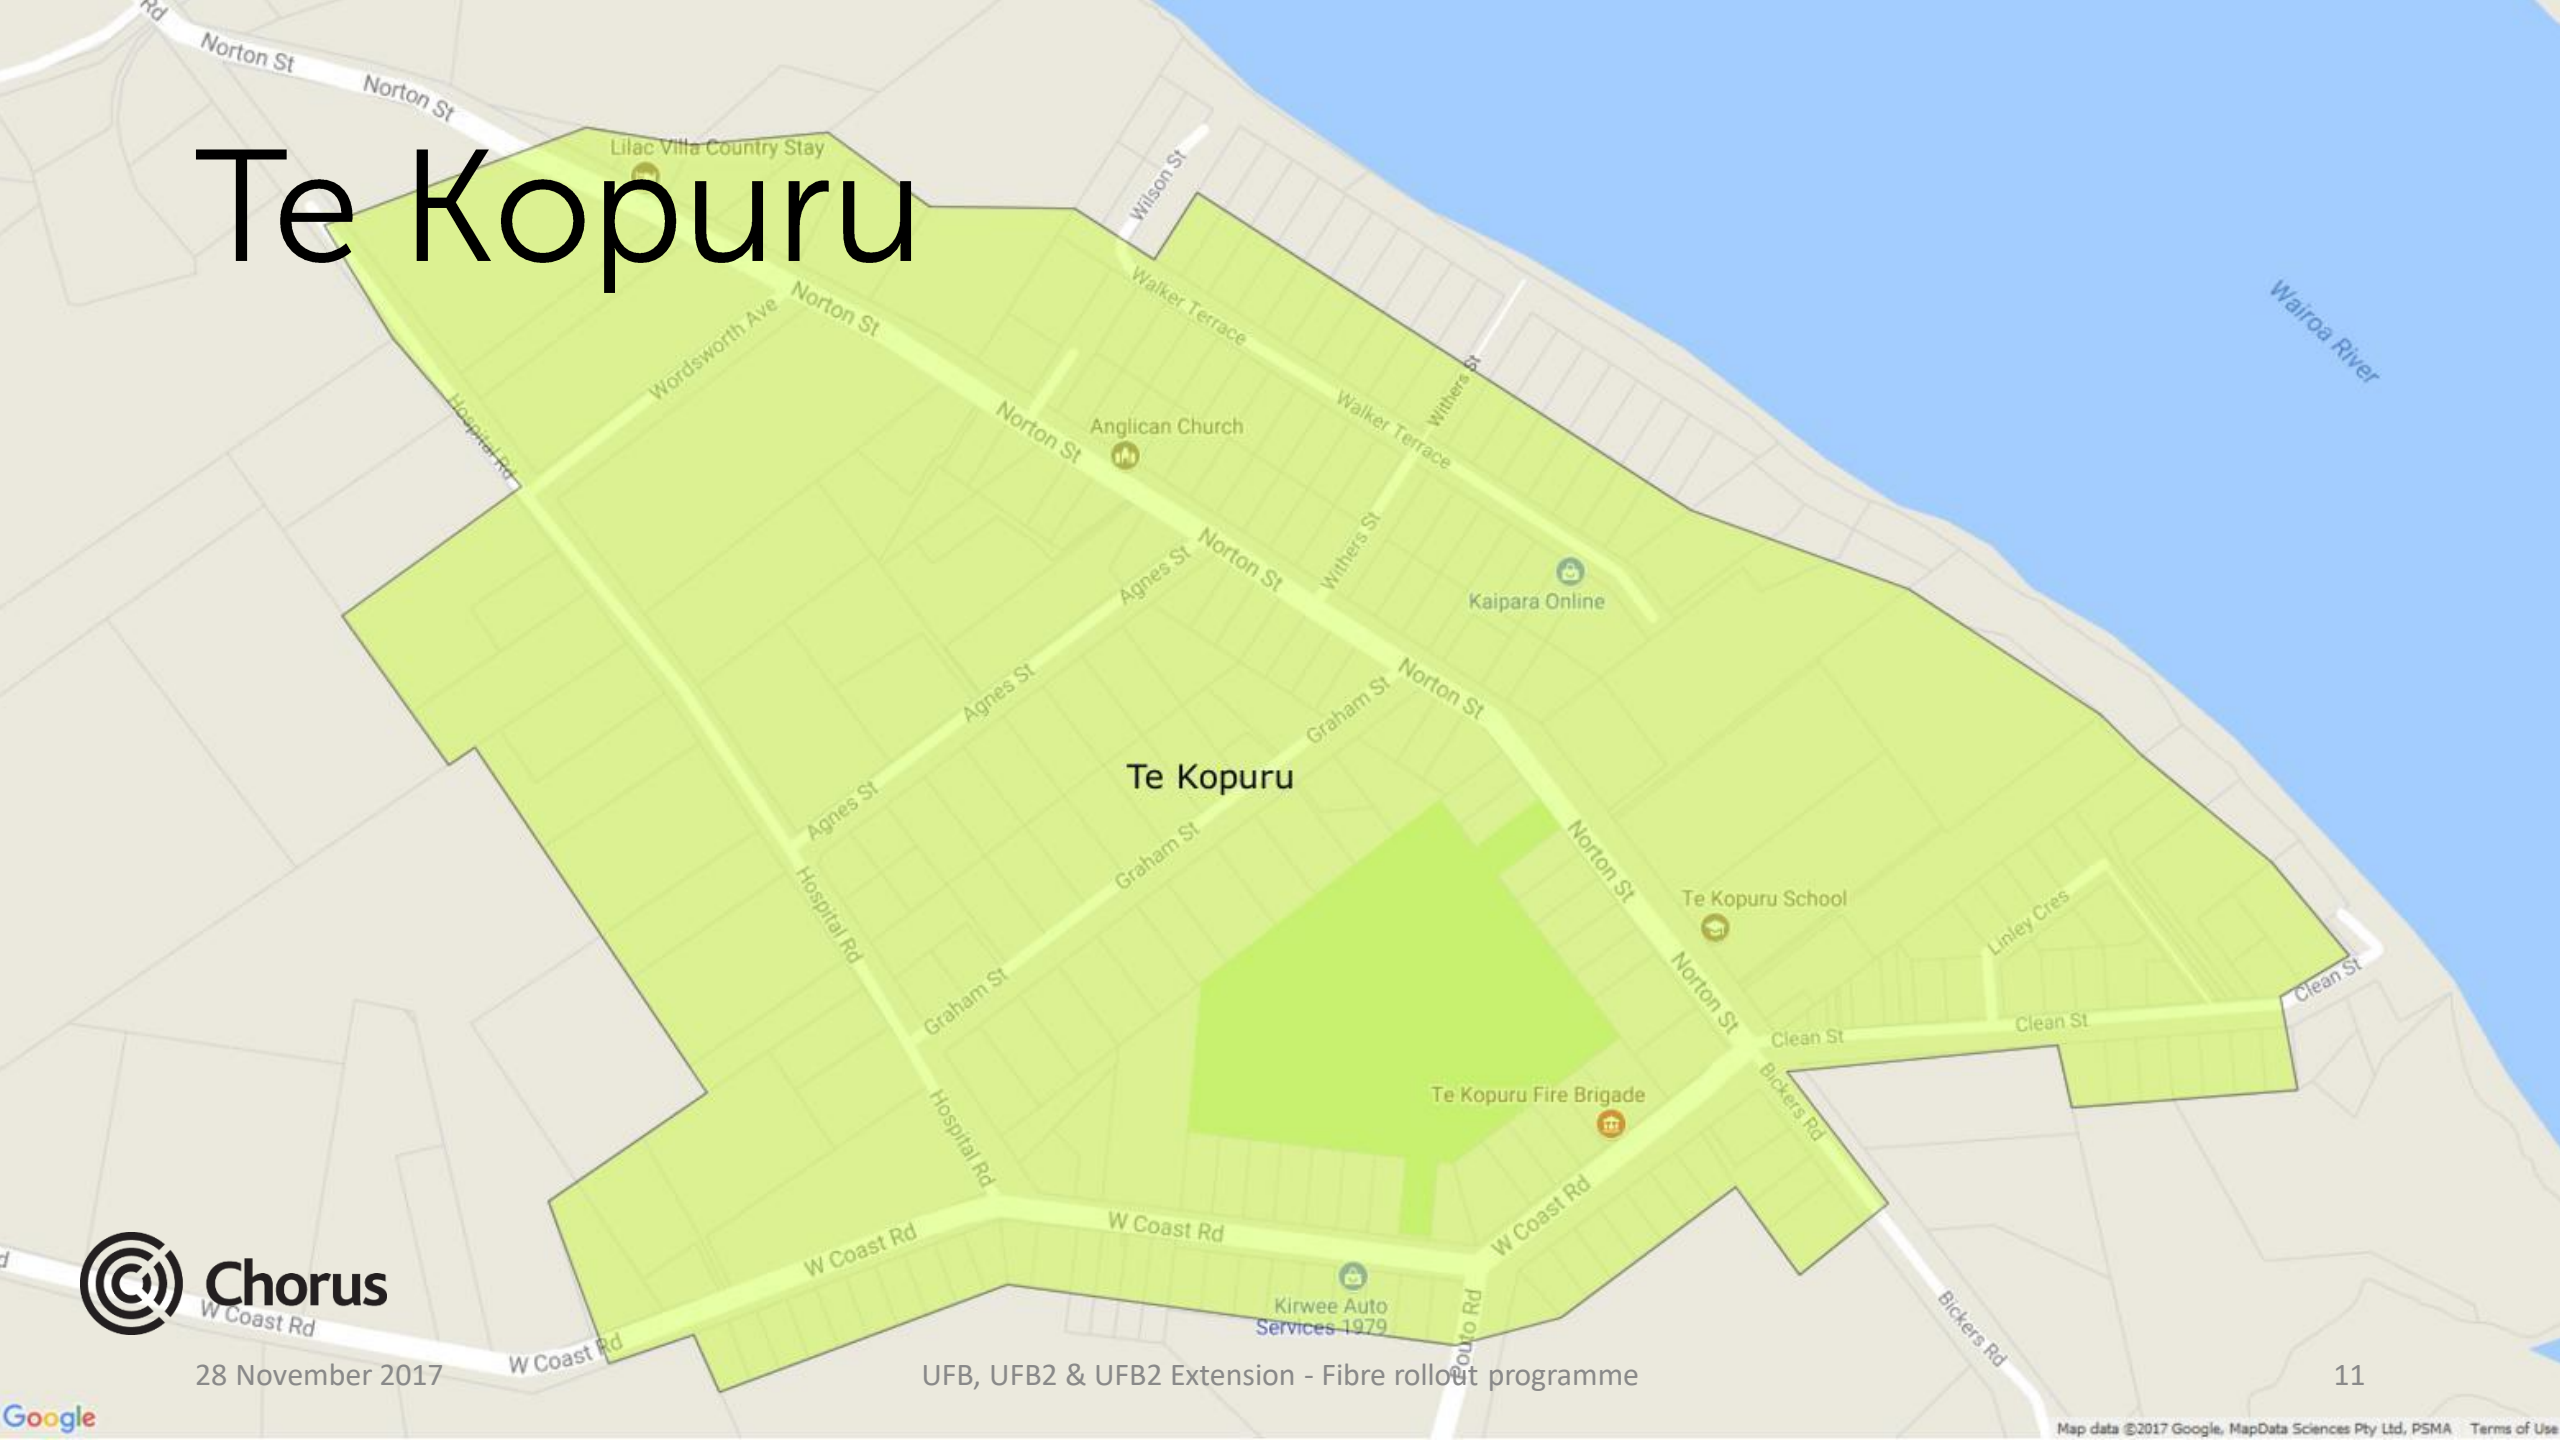 Rd
Norton St
Norton St
Te Kopuru
Lilac Villa Country Stay
Wilson St
Walker Terrace
Wairoa River
Norton St
Wordsworth Ave
Hospital Rd
Withers St
Walker Terrace
Norton St
Anglican Church
Withers St
Agnes St
Norton St
Kaipara Online
Agnes St
Graham St
Norton St
Te Kopuru
Agnes St
Graham St
Norton St
Hospital Rd
Te Kopuru School
Linley Cres
Graham St
Norton St
Clean St
Clean St
Clean St
Te Kopuru Fire Brigade
Bickers Rd
Hospital Rd
W Coast Rd
W Coast Rd
W Coast Rd
Chorus
Kirwee Auto
Services 1979
Pouto Rd
W Coast Rd
W Coast Rd
Bickers Rd
28 November 2017
UFB, UFB2 & UFB2 Extension - Fibre rollout programme
11
Google
Map data ©2017 Google, MapData Sciences Pty Ltd, PSMA Terms of Use